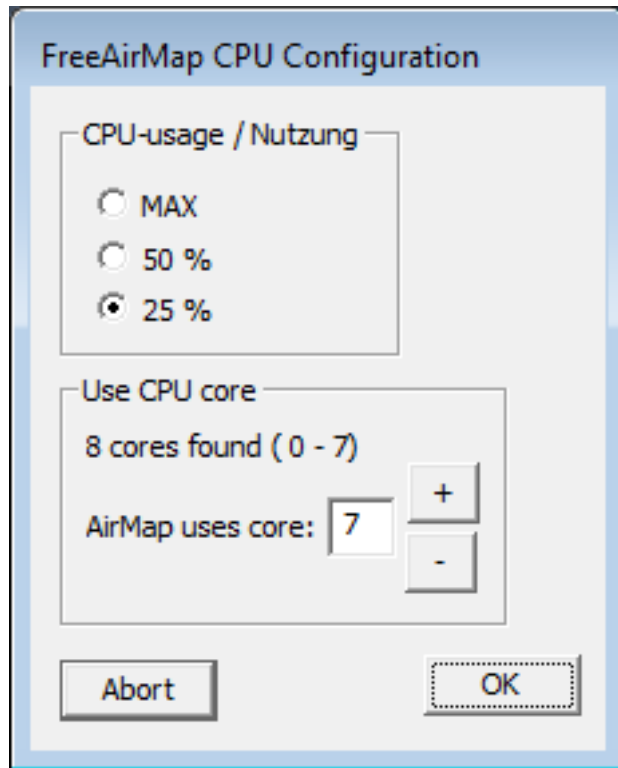 FreeAirMap CPU Configuration
CPU-usage / Nutzung
MAX
50 %
25 %
Use CPU core
8 cores found ( 0 - 7)
AirMap uses core: 7
+
-
Abort
OK